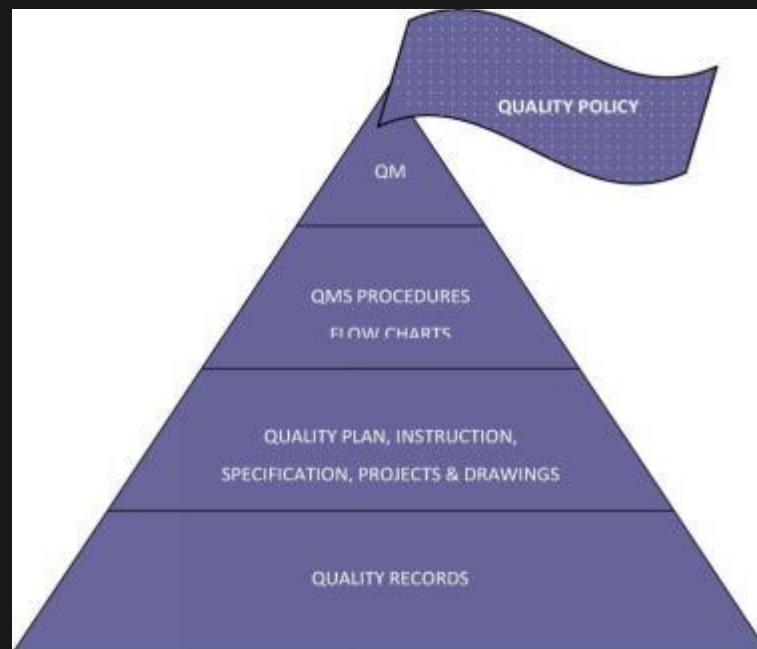 QUALITY POLICY
QM
QMS PROCEDURES
FLOW CHARTS
QUALITY PLAN, INSTRUCTION,
SPECIFICATION, PROJECTS & DRAWINGS
QUALITY RECORDS